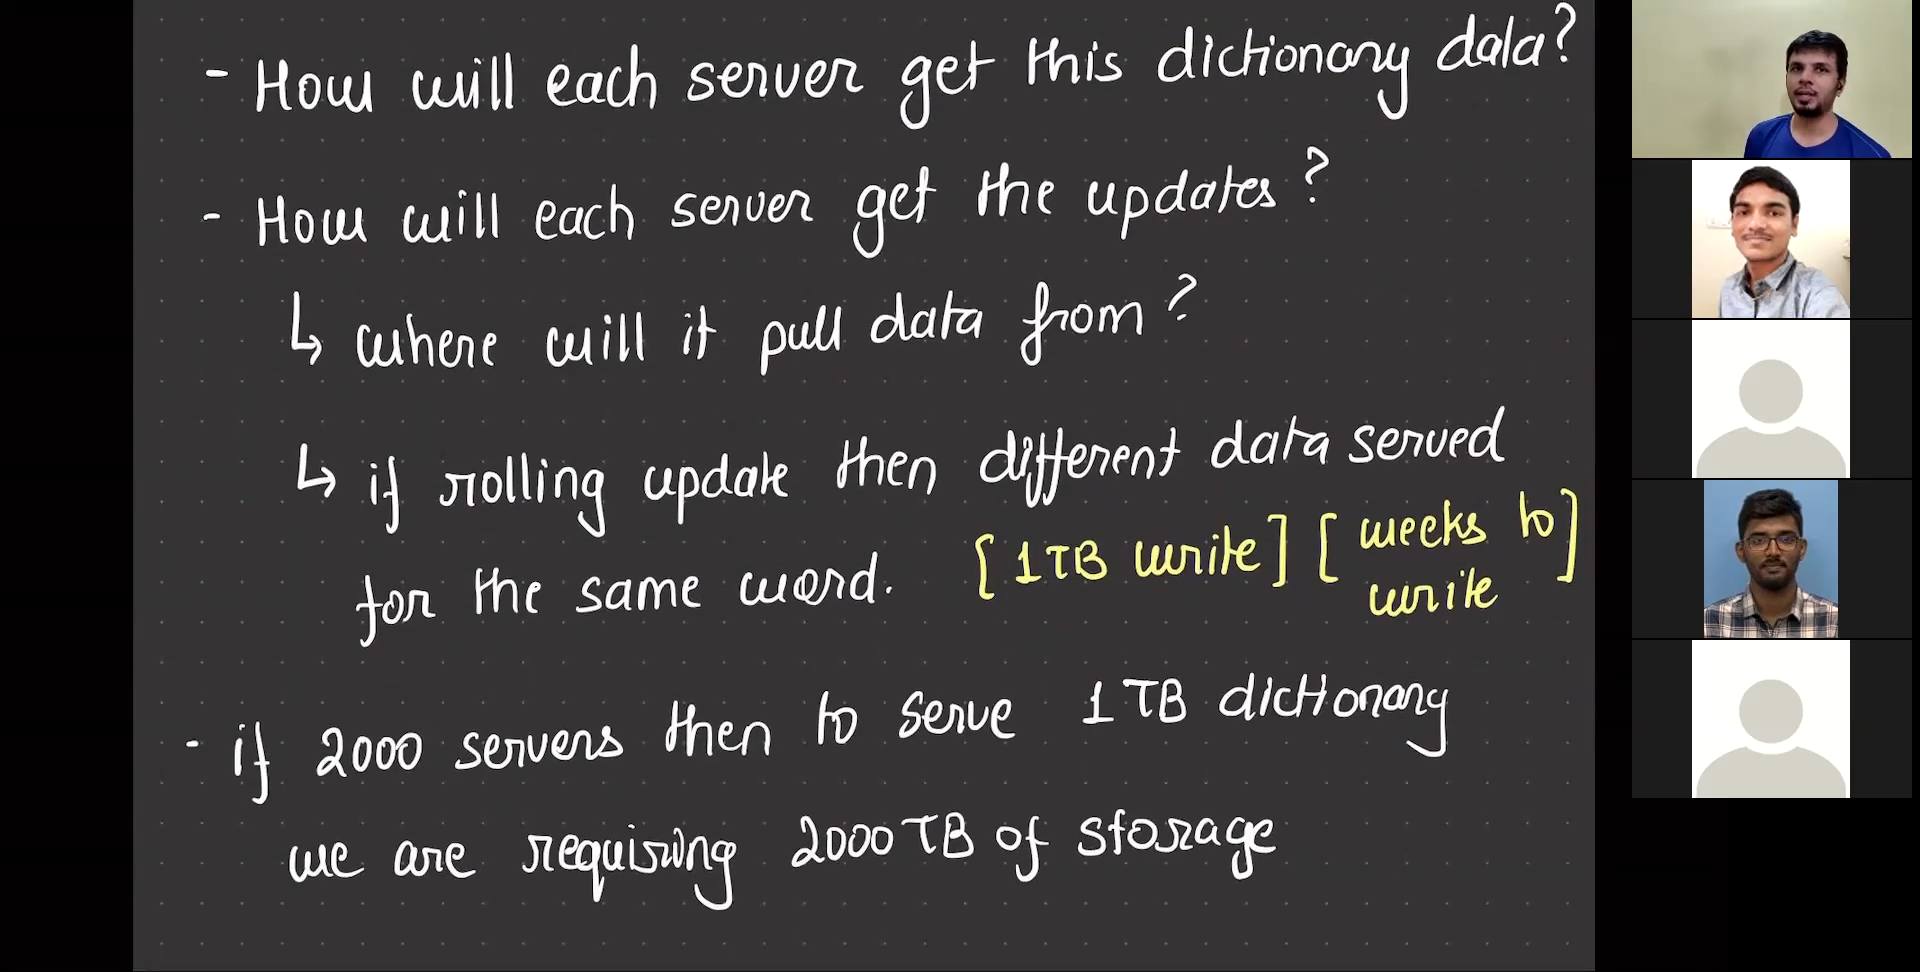 - How will each server get this dictionary data?
- How will each server get the updates?
↳ where will it pull data from?
↳ if rolling update then different data served
for the same word. [1TB write] [weeks to write]
- if 2000 servers then to serve 1TB dictionary
we are requiring 2000TB of storage